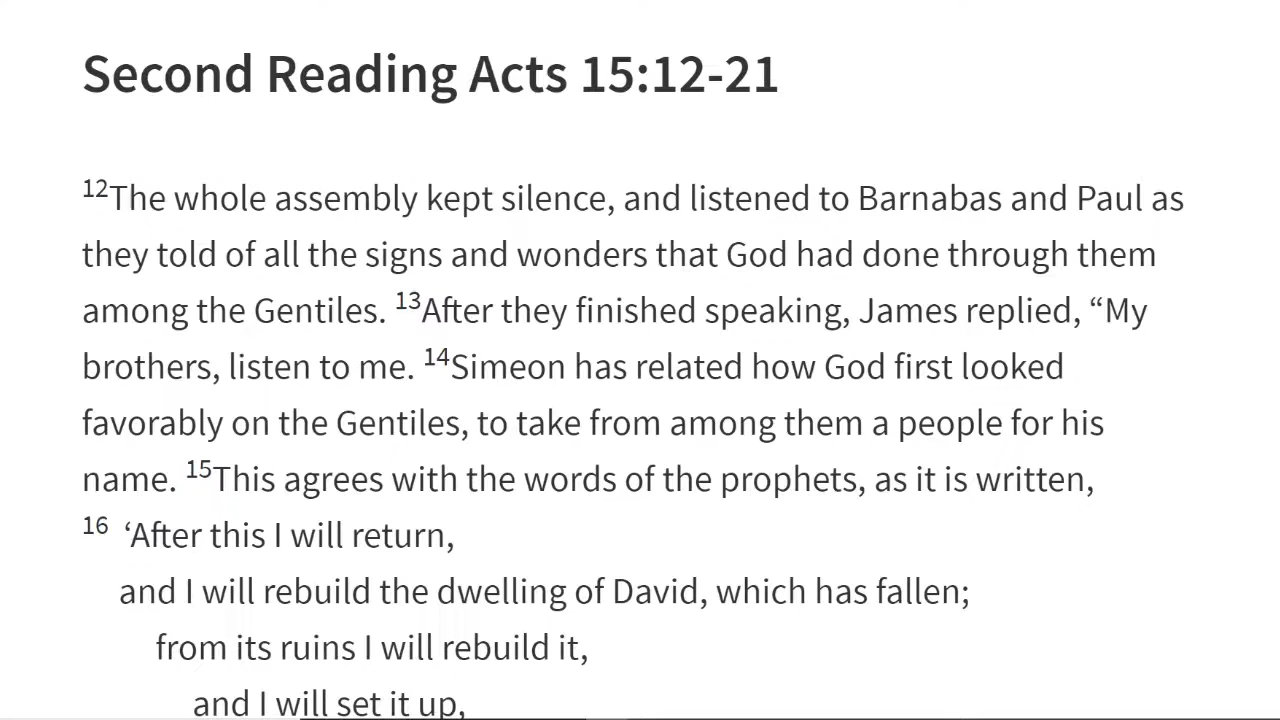 Second Reading Acts 15:12-21
12The whole assembly kept silence, and listened to Barnabas and Paul as
they told of all the signs and wonders that God had done through them
among the Gentiles. 13After they finished speaking, James replied, “My
brothers, listen to me. 14Simeon has related how God first looked
favorably on the Gentiles, to take from among them a people for his
name. 15This agrees with the words of the prophets, as it is written,
16 ‘After this I will return,
and I will rebuild the dwelling of David, which has fallen;
from its ruins I will rebuild it,
and I will set it up,